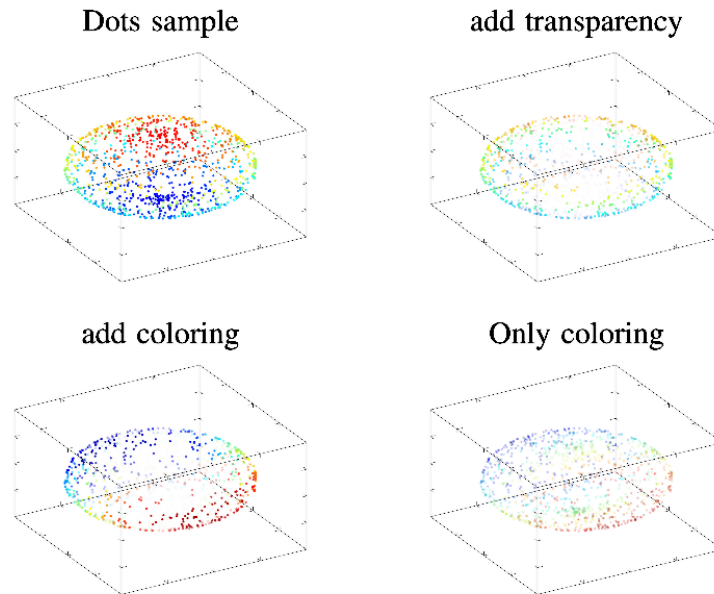 Dots sample
add transparency
add coloring
Only coloring